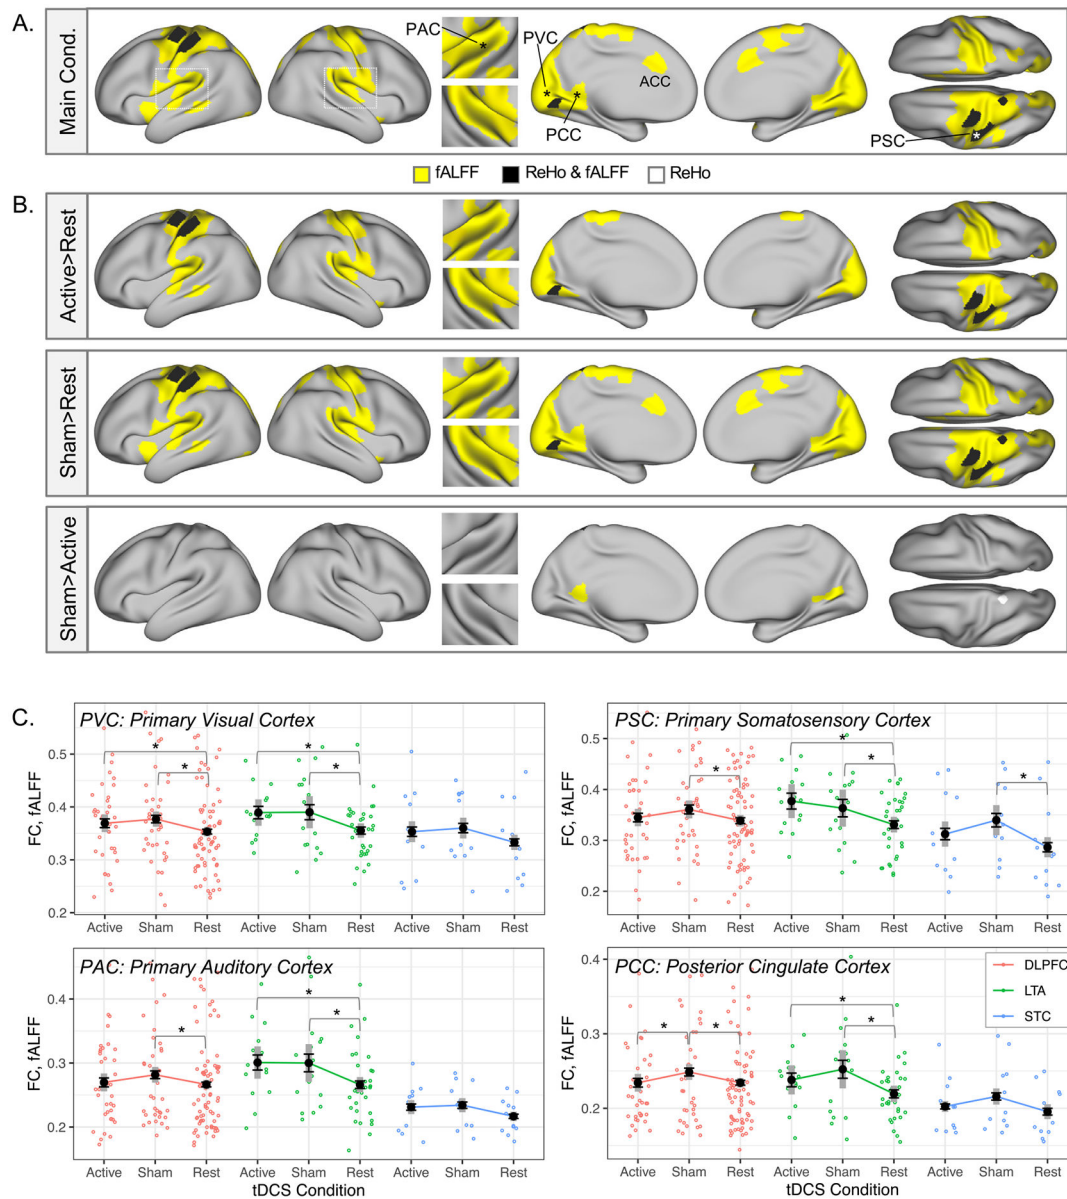 A.
Main Cond.
PAC
*
PVC
*
*
PCC
ACC
PSC
*
fALFF
ReHo & fALFF
ReHo
B.
Active>Rest
Sham>Rest
Sham>Active
C.
PVC: Primary Visual Cortex
FC, fALFF
0.5
0.4
0.3
0.2
* * * *
Active Sham Rest Active Sham Rest Active Sham Rest
PSC: Primary Somatosensory Cortex
FC, fALFF
0.5
0.4
0.3
0.2
* * * *
Active Sham Rest Active Sham Rest Active Sham Rest
PAC: Primary Auditory Cortex
FC, fALFF
0.4
0.3
0.2
* * *
Active Sham Rest Active Sham Rest Active Sham Rest
tDCS Condition
PCC: Posterior Cingulate Cortex
FC, fALFF
0.4
0.3
0.2
* * * *
DLPFC
LTA
STC
Active Sham Rest Active Sham Rest Active Sham Rest
tDCS Condition